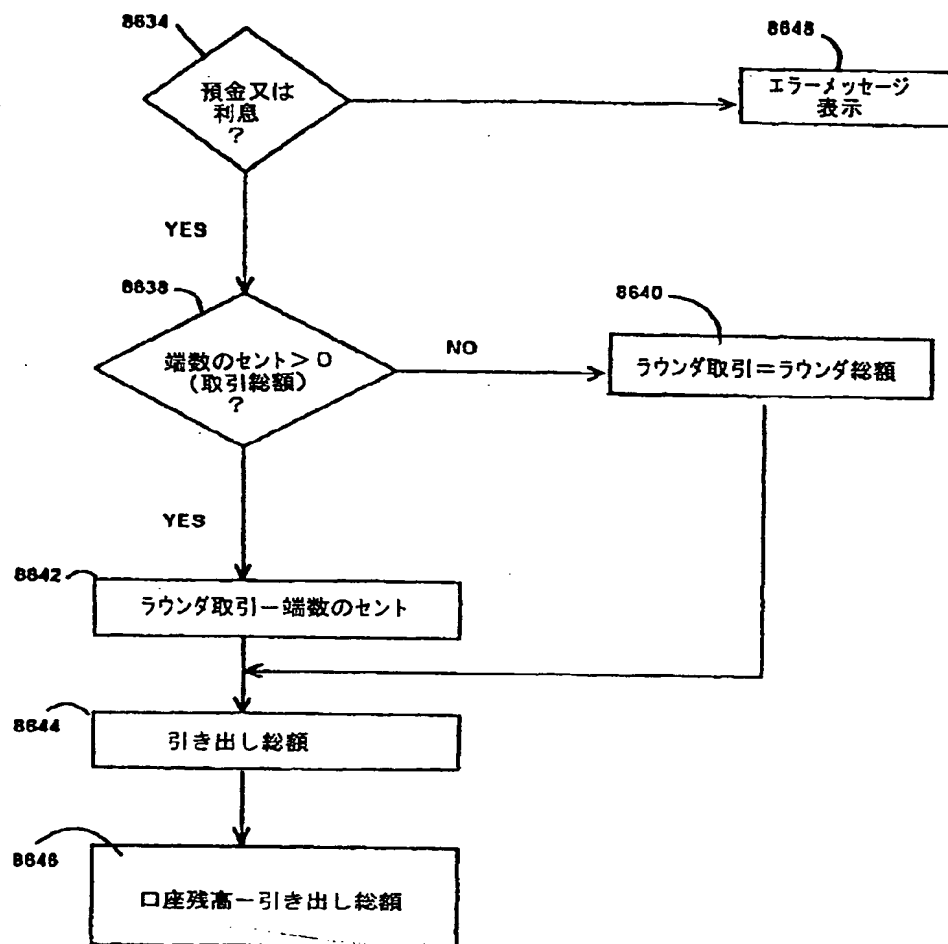 8634
預金又は
利息
?
8648
エラーメッセージ
表示
YES
8638
端数のセント>0
(取引総額)
?
NO
8640
ラウンダ取引=ラウンダ総額
YES
8642
ラウンダ取引-端数のセント
8644
引き出し総額
8646
口座残高-引き出し総額